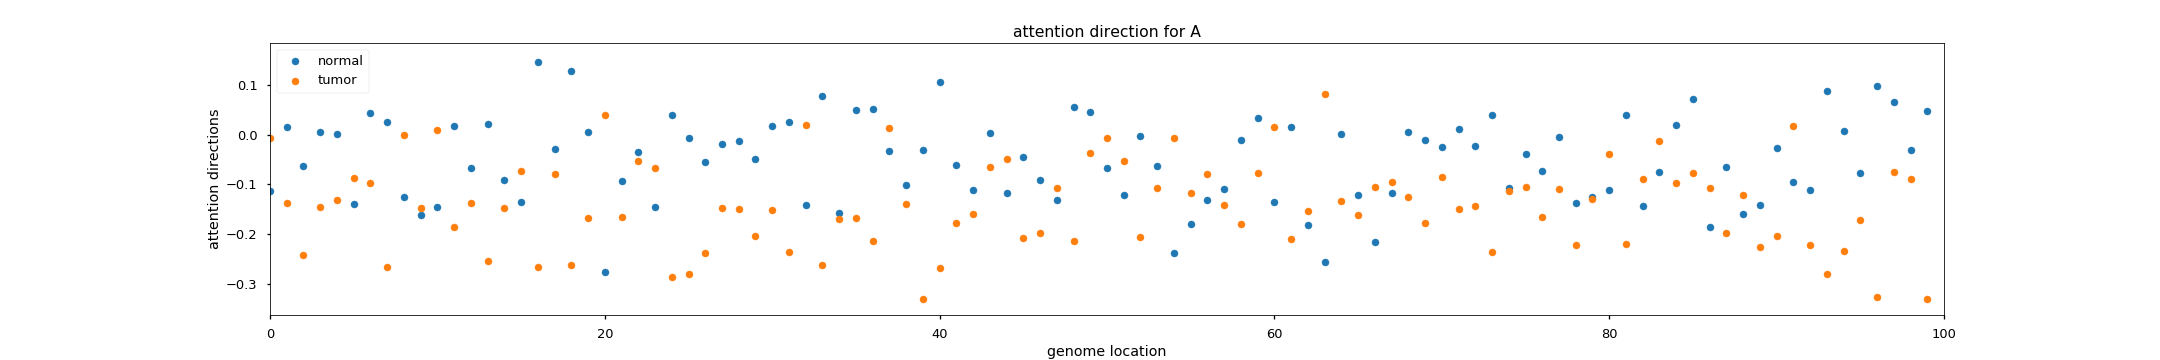 attention direction for A
normal
tumor
attention directions
0.1
0.0
−0.1
−0.2
−0.3
0 20 40 60 80 100
genome location